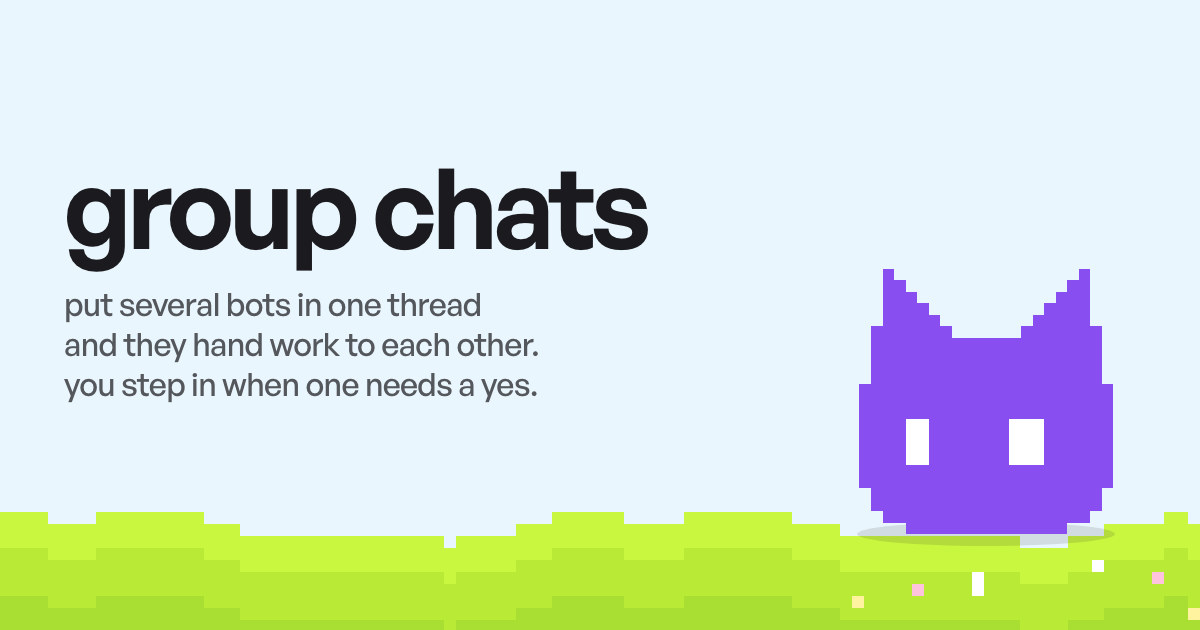 group chats
put several bots in one thread
and they hand work to each other.
you step in when one needs a yes.